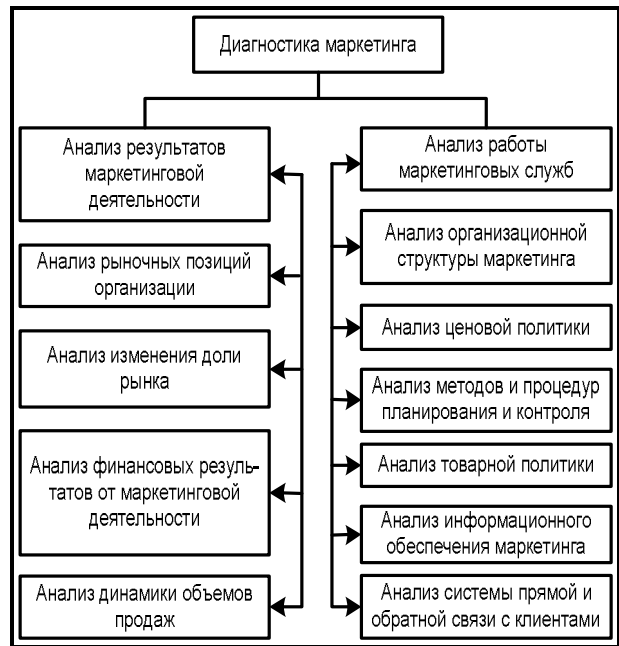 Диагностика маркетинга
Анализ результатов
маркетинговой
деятельности
Анализ рыночных позиций
организации
Анализ изменения доли
рынка
Анализ финансовых резуль-
татов от маркетинговой
деятельности
Анализ динамики объемов
продаж
Анализ работы
маркетинговых служб
Анализ организационной
структуры маркетинга
Анализ ценовой политики
Анализ методов и процедур
планирования и контроля
Анализ товарной политики
Анализ информационного
обеспечения маркетинга
Анализ системы прямой и
обратной связи с клиентами